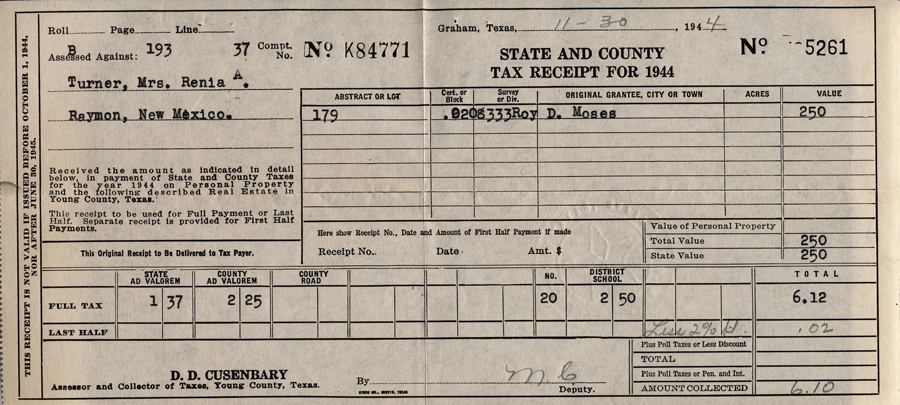 THIS RECEIPT IS NOT VALID IF ISSUED BEFORE OCTOBER 1, 1944,
NOR AFTER JUNE 30, 1945.
Roll Page Line
B 193 37
Assessed Against:
Compt. No. No K84771
Turner, Mrs. Renia A.
Raymon, New Mexico.
Received the amount as indicated in detail
below, in payment of State and County Taxes
for the year 1944 on Personal Property
and the following described Real Estate in
Young County, Texas.
This receipt to be used for Full Payment or Last
Half. Separate receipt is provided for First Half
Payments.
This Original Receipt to Be Delivered to Tax Payer.
Graham, Texas, 11-30 1944
STATE AND COUNTY
TAX RECEIPT FOR 1944
No 5261
ABSTRACT OR LOT Cert. or Block Survey or Div. ORIGINAL GRANTEE, CITY OR TOWN ACRES VALUE
179 .0208333 Roy D. Moses 250
Here show Receipt No., Date and Amount of First Half Payment if made
Receipt No. Date Amt. $
Value of Personal Property
Total Value 250
State Value 250
STATE AD VALOREM COUNTY AD VALOREM COUNTY ROAD NO. DISTRICT SCHOOL TOTAL
FULL TAX 1 37 2 25 20 2 50 6.12
LAST HALF Less 2% d. .02
Plus Poll Taxes or Less Discount
TOTAL
Plus Poll Taxes or Pen. and Int.
AMOUNT COLLECTED 6.10
D. D. CUSENBARY
Assessor and Collector of Taxes, Young County, Texas.
By M C
Deputy.